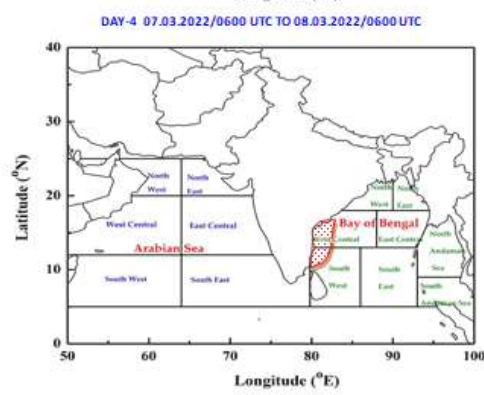 DAY-4 07.03.2022/0600 UTC TO 08.03.2022/0600 UTC
40
30
20
10
0
Latitude (°N)
North
West
North
East
North
West
North
East
West Central
East Central
Arabian Sea
Bay of Bengal
Central
East Central
North
Andaman
Sea
South West
South East
South
West
South
East
South
Andaman Sea
50
60
70
80
90
100
Longitude (°E)